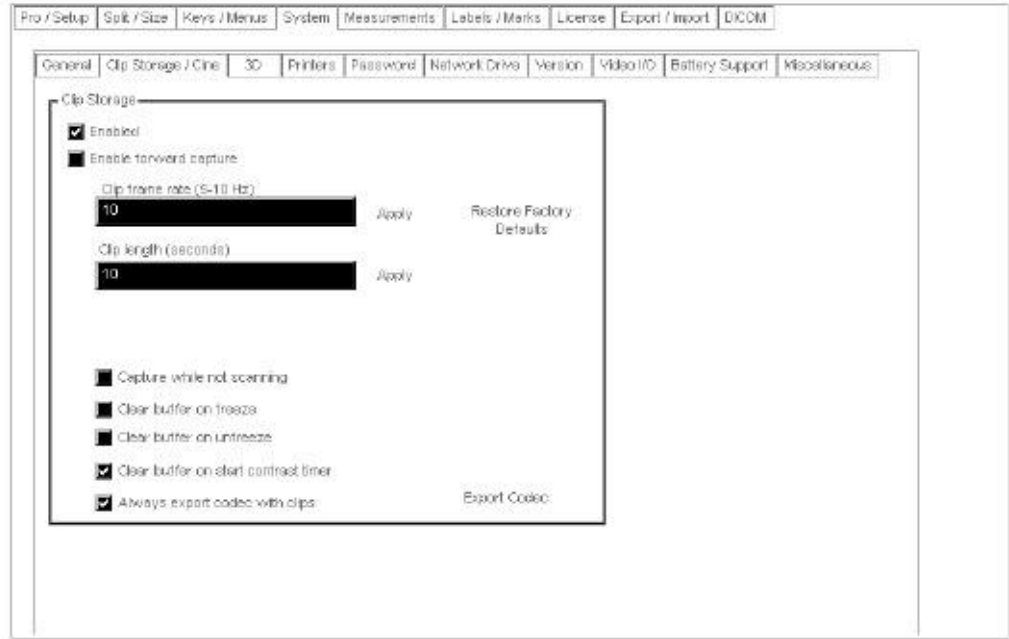 Pro / Setup Split / Size Keys / Menus System Measurements Labels / Marks License Export / Import DICOM
General Clip Storage / Cine 3D Printers Password Network Drive Version Video I/O Battery Support Miscellaneous
Clip Storage
Enabled
Enable forward capture
Clip frame rate (5-10 Hz)
10 Apply Restore Factory
Defaults
Clip length (seconds)
10 Apply
Capture while not scanning
Clear buffer on freeze
Clear buffer on unfreeze
Clear buffer on start contrast timer
Always export codec with clips Export Codec